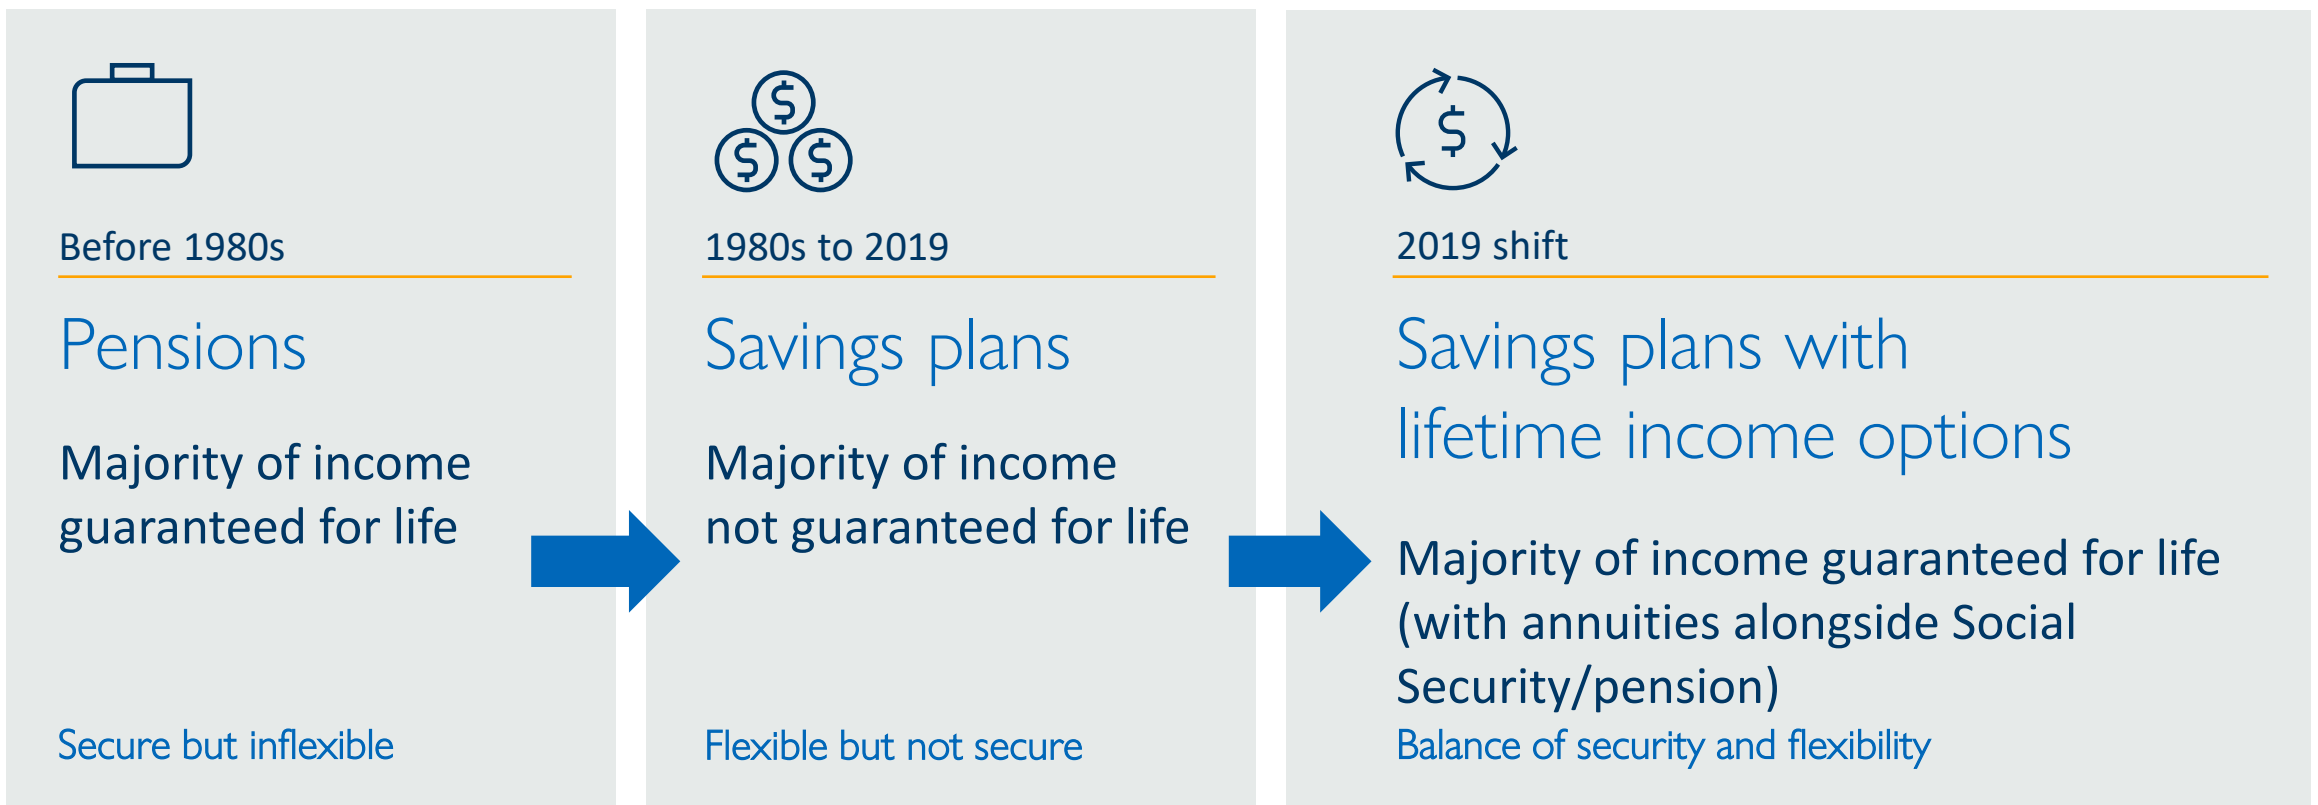 $
$ $
$
Before 1980s
Pensions
Majority of income
guaranteed for life
Secure but inflexible
1980s to 2019
Savings plans
Majority of income
not guaranteed for life
Flexible but not secure
2019 shift
Savings plans with
lifetime income options
Majority of income guaranteed for life
(with annuities alongside Social
Security/pension)
Balance of security and flexibility